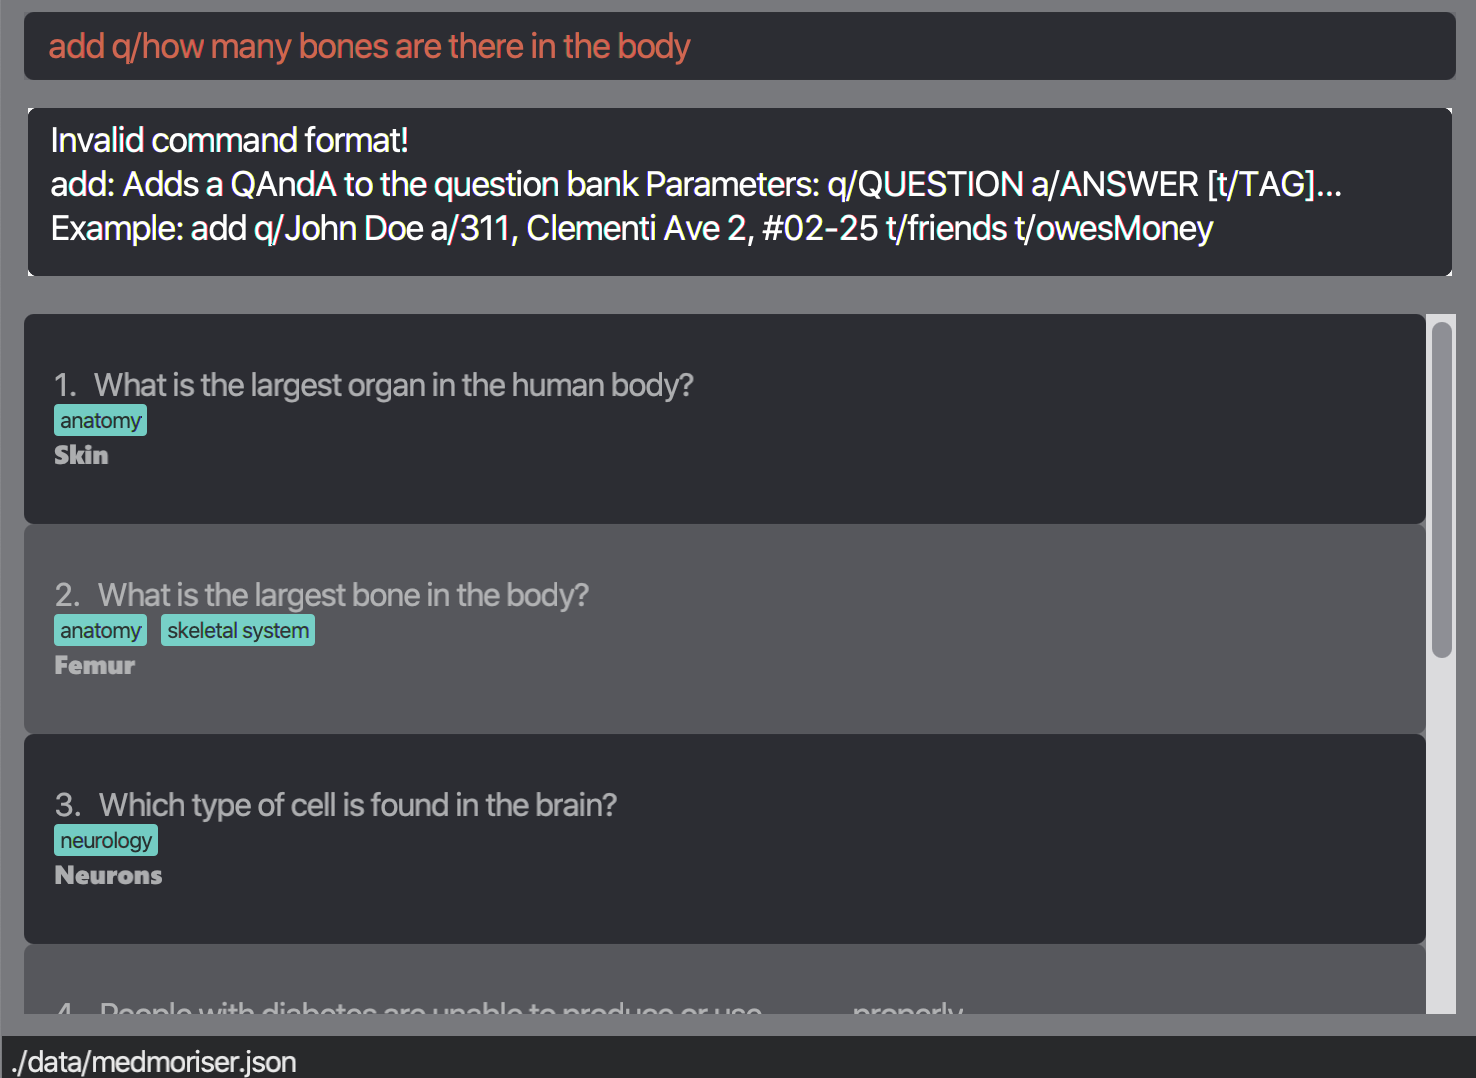 add q/how many bones are there in the body
Invalid command format!
add: Adds a QAndA to the question bank Parameters: q/QUESTION a/ANSWER [t/TAG]...
Example: add q/John Doe a/311, Clementi Ave 2, #02-25 t/friends t/owesMoney
1. What is the largest organ in the human body?
anatomy
Skin
2. What is the largest bone in the body?
anatomy skeletal system
Femur
3. Which type of cell is found in the brain?
neurology
Neurons
4. People with diabetes are unable to produce or use _____ properly
./data/medmoriser.json